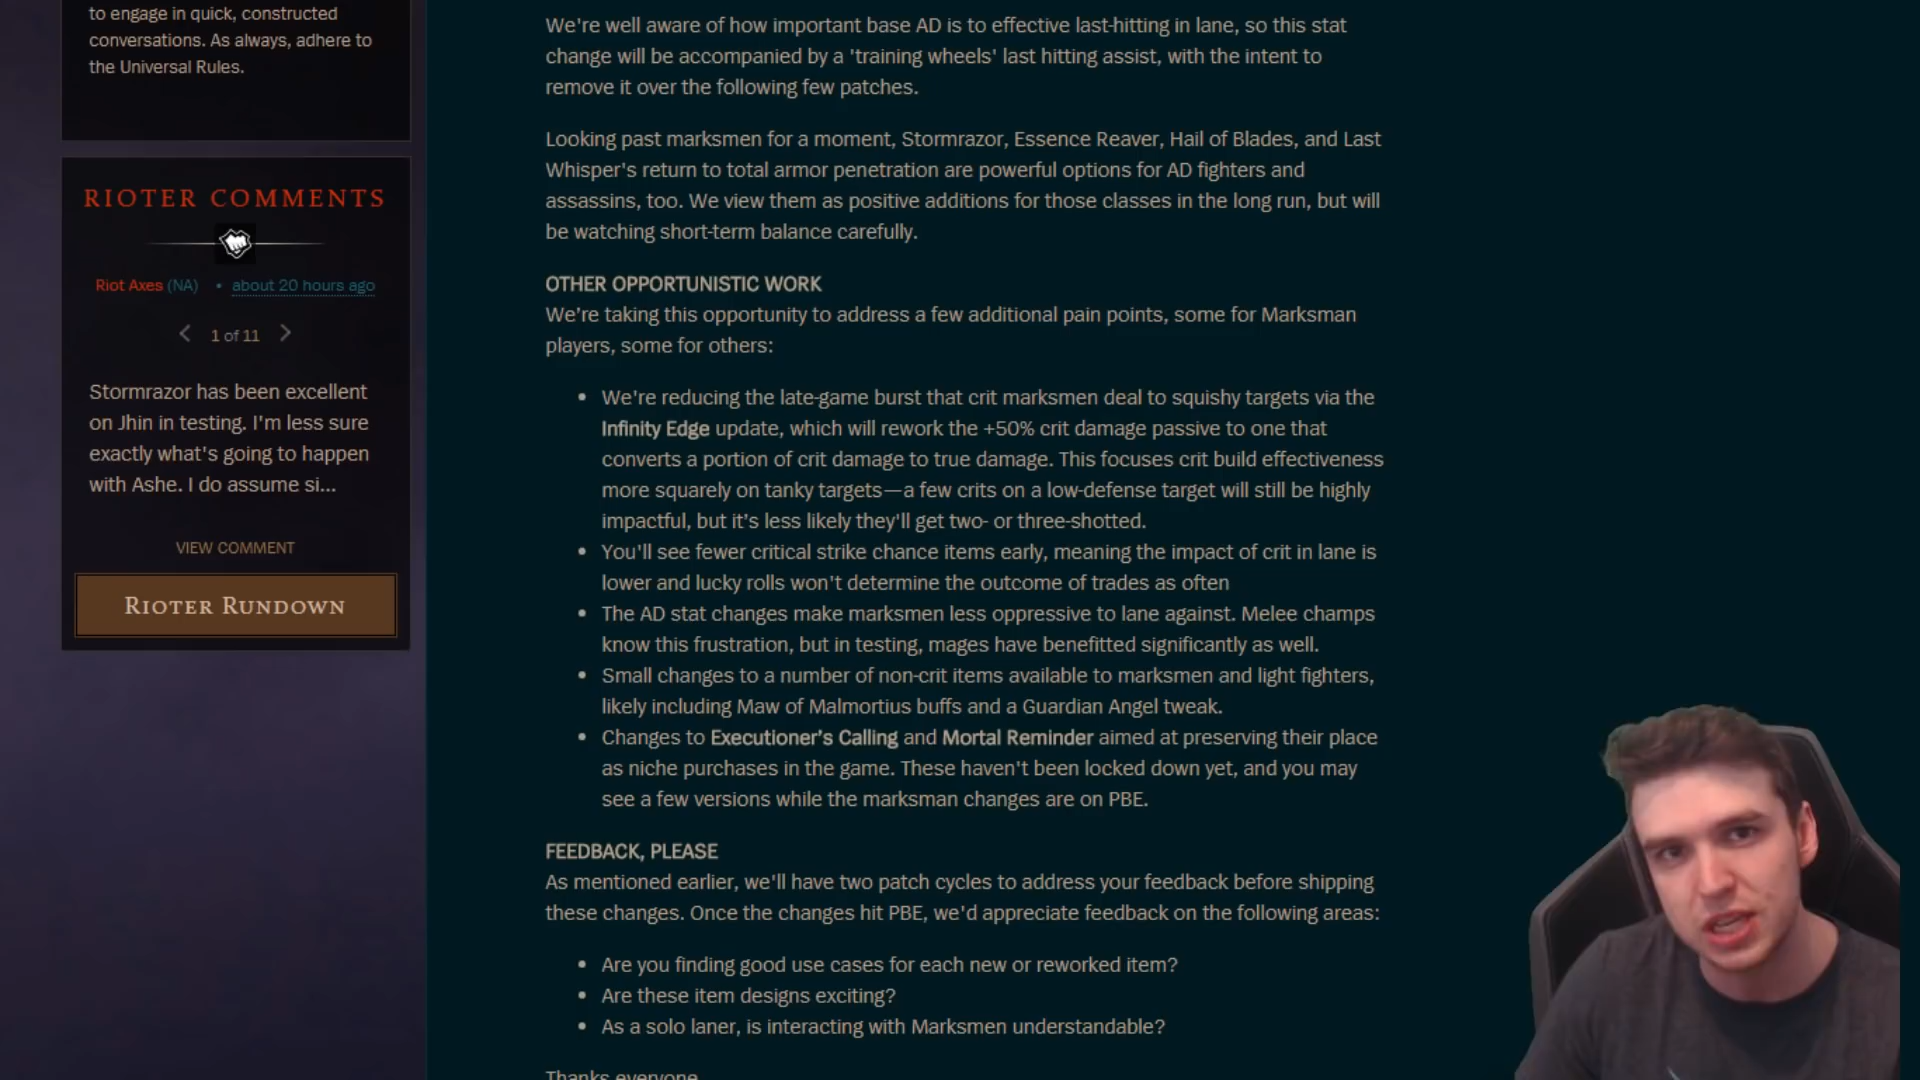 to engage in quick, constructed
conversations. As always, adhere to
the Universal Rules.
RIOTER COMMENTS
Riot Axes (NA) • about 20 hours ago
1 of 11
Stormrazor has been excellent
on Jhin in testing. I'm less sure
exactly what's going to happen
with Ashe. I do assume si...
VIEW COMMENT
RIOTER RUNDOWN
We're well aware of how important base AD is to effective last-hitting in lane, so this stat
change will be accompanied by a 'training wheels' last hitting assist, with the intent to
remove it over the following few patches.
Looking past marksmen for a moment, Stormrazor, Essence Reaver, Hail of Blades, and Last
Whisper's return to total armor penetration are powerful options for AD fighters and
assassins, too. We view them as positive additions for those classes in the long run, but will
be watching short-term balance carefully.
OTHER OPPORTUNISTIC WORK
We're taking this opportunity to address a few additional pain points, some for Marksman
players, some for others:
• We're reducing the late-game burst that crit marksmen deal to squishy targets via the
Infinity Edge update, which will rework the +50% crit damage passive to one that
converts a portion of crit damage to true damage. This focuses crit build effectiveness
more squarely on tanky targets—a few crits on a low-defense target will still be highly
impactful, but it's less likely they'll get two- or three-shotted.
• You'll see fewer critical strike chance items early, meaning the impact of crit in lane is
lower and lucky rolls won't determine the outcome of trades as often
• The AD stat changes make marksmen less oppressive to lane against. Melee champs
know this frustration, but in testing, mages have benefitted significantly as well.
• Small changes to a number of non-crit items available to marksmen and light fighters,
likely including Maw of Malmortius buffs and a Guardian Angel tweak.
• Changes to Executioner's Calling and Mortal Reminder aimed at preserving their place
as niche purchases in the game. These haven't been locked down yet, and you may
see a few versions while the marksman changes are on PBE.
FEEDBACK, PLEASE
As mentioned earlier, we'll have two patch cycles to address your feedback before shipping
these changes. Once the changes hit PBE, we'd appreciate feedback on the following areas:
• Are you finding good use cases for each new or reworked item?
• Are these item designs exciting?
• As a solo laner, is interacting with Marksmen understandable?
Thanks everyone